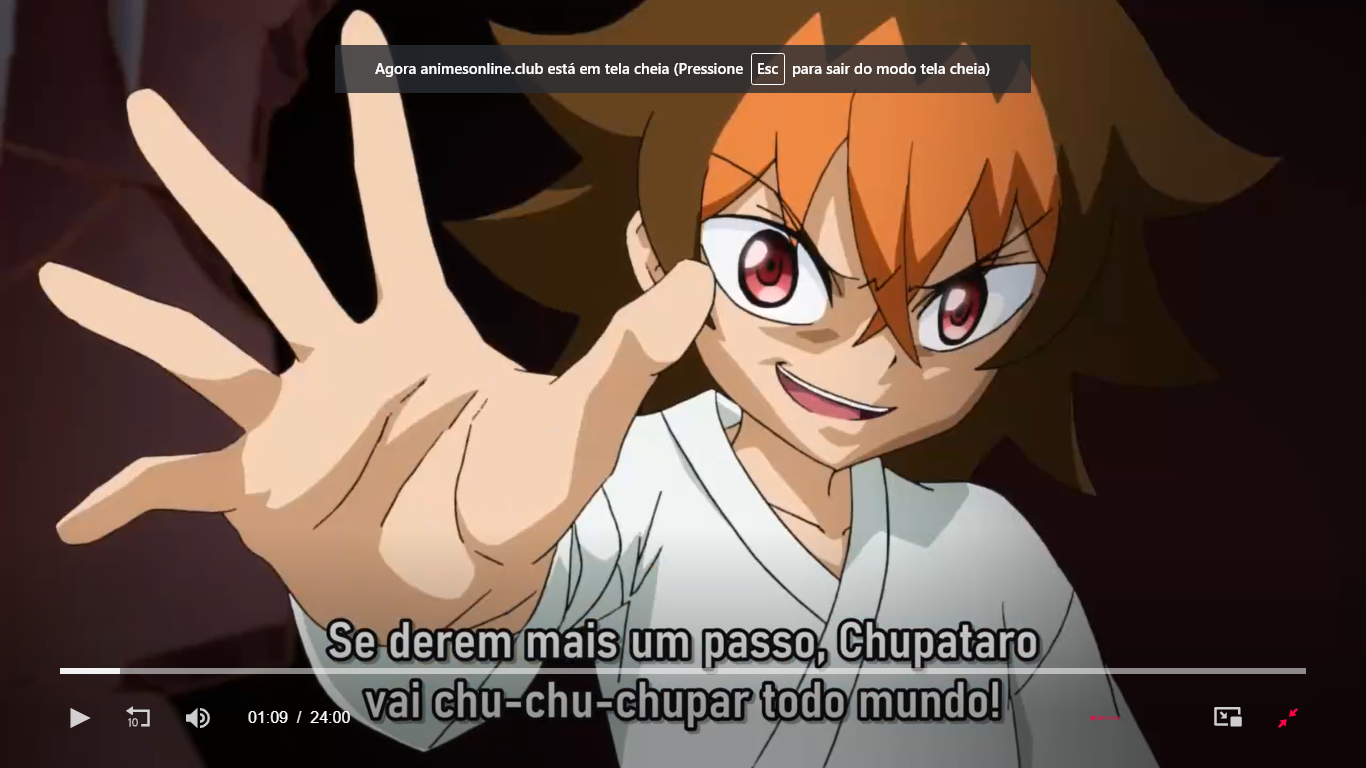 Agora animesonline.club está em tela cheia (Pressione Esc para sair do modo tela cheia)
Se derem mais um passo, Chupataro
vai chu-chu-chupar todo mundo!
10
01:09 / 24:00